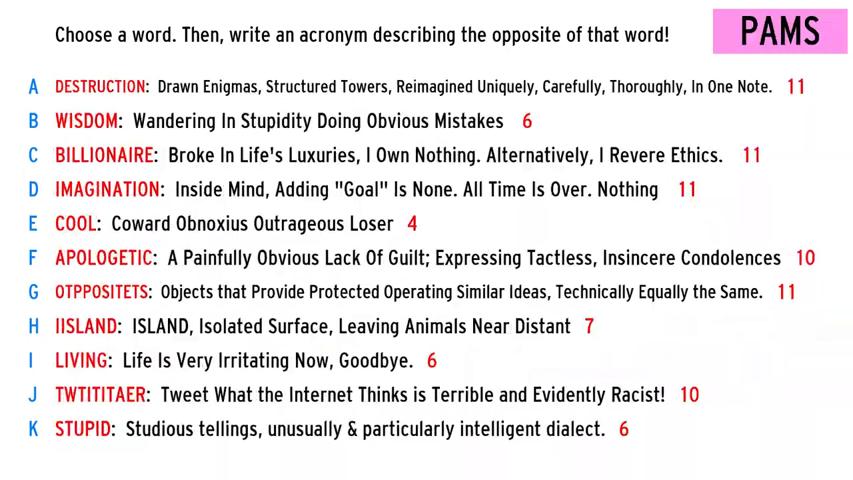 Choose a word. Then, write an acronym describing the opposite of that word!
PAMS
A DESTRUCTION: Drawn Enigmas, Structured Towers, Reimagined Uniquely, Carefully, Thoroughly, In One Note. 11
B WISDOM: Wandering In Stupidity Doing Obvious Mistakes 6
C BILLIONAIRE: Broke In Life's Luxuries, I Own Nothing. Alternatively, I Revere Ethics. 11
D IMAGINATION: Inside Mind, Adding "Goal" Is None. All Time Is Over. Nothing 11
E COOL: Coward Obnoxius Outrageous Loser 4
F APOLOGETIC: A Painfully Obvious Lack Of Guilt; Expressing Tactless, Insincere Condolences 10
G OTPPOSITETS: Objects that Provide Protected Operating Similar Ideas, Technically Equally the Same. 11
H IISLAND: ISLAND, Isolated Surface, Leaving Animals Near Distant 7
I LIVING: Life Is Very Irritating Now, Goodbye. 6
J TWTITITAER: Tweet What the Internet Thinks is Terrible and Evidently Racist! 10
K STUPID: Studious tellings, unusually & particularly intelligent dialect. 6